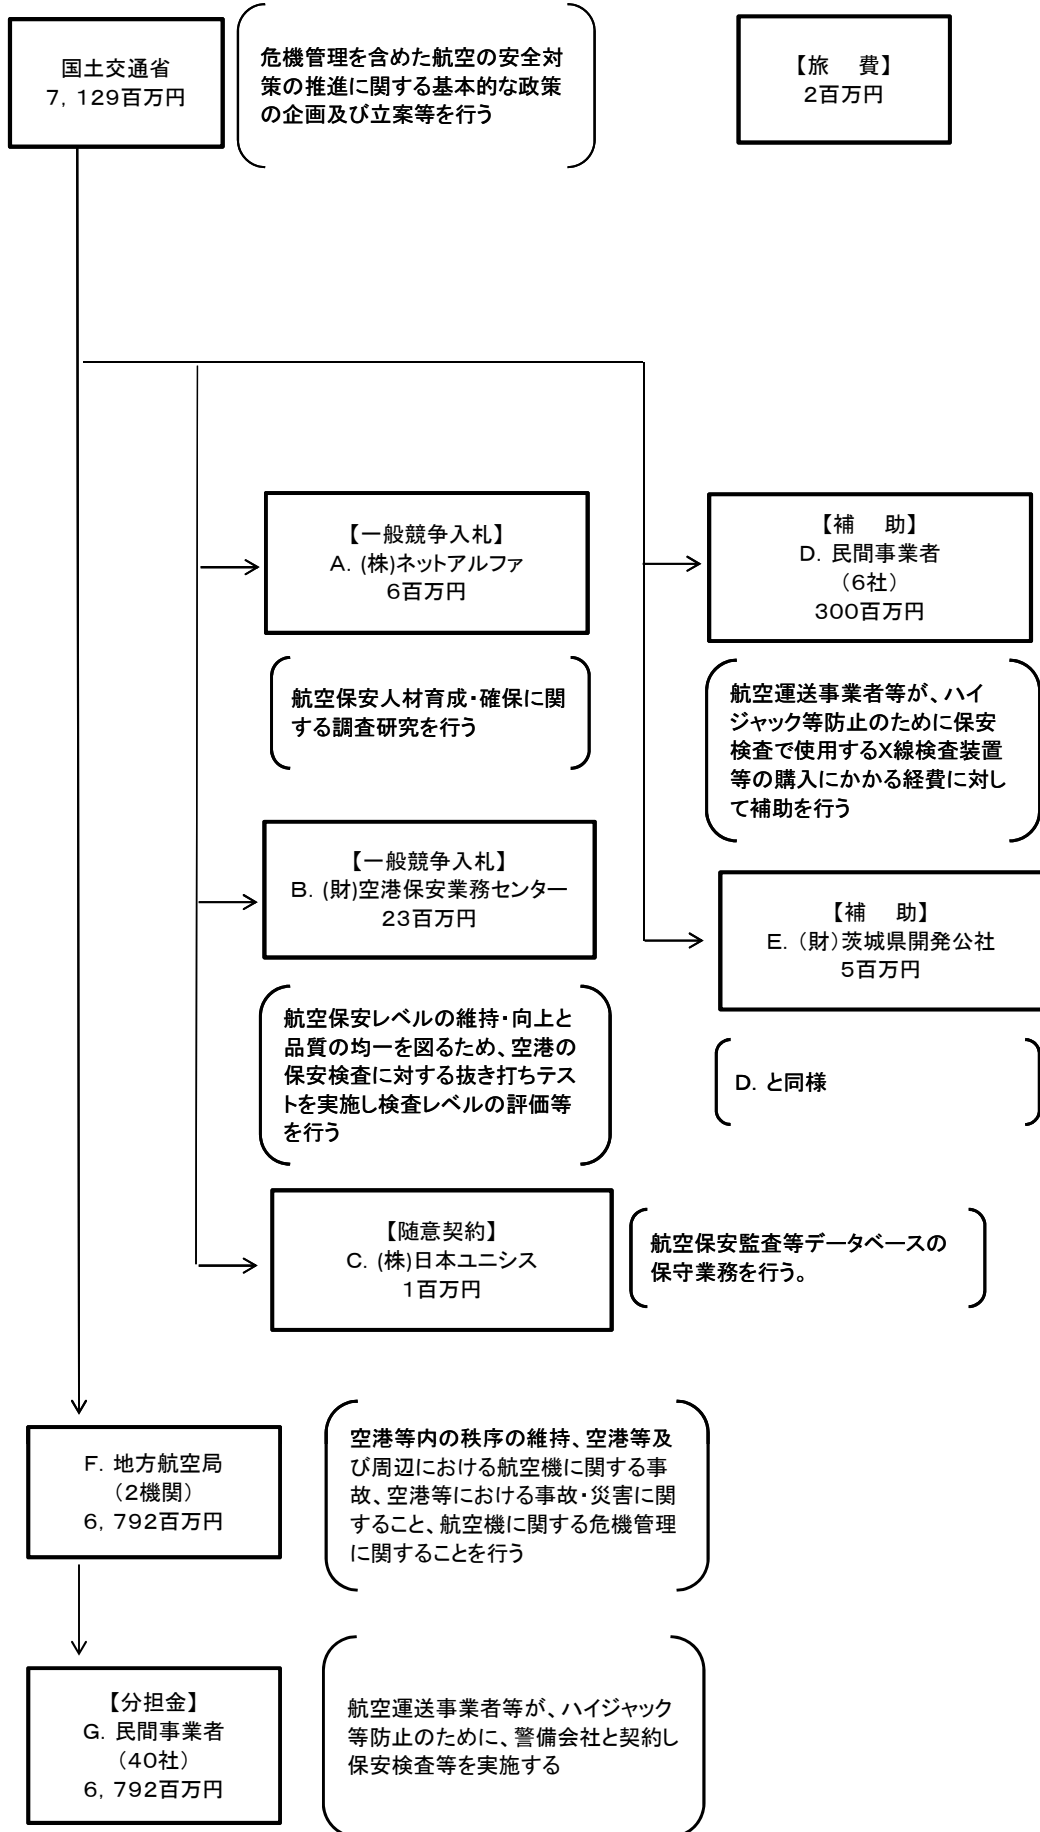 国土交通省
7,129百万円
危機管理を含めた航空の安全対
策の推進に関する基本的な政策
の企画及び立案等を行う
【旅　費】
2百万円
【一般競争入札】
A. (株)ネットアルファ
6百万円
航空保安人材育成・確保に関
する調査研究を行う
【補　助】
D. 民間事業者
(6社)
300百万円
航空運送事業者等が、ハイ
ジャック等防止のために保安
検査で使用するX線検査装置
等の購入にかかる経費に対し
て補助を行う
【一般競争入札】
B. (財)空港保安業務センター
23百万円
航空保安レベルの維持・向上と
品質の均一を図るため、空港の
保安検査に対する抜き打ちテス
トを実施し検査レベルの評価等
を行う
【補　助】
E. (財)茨城県開発公社
5百万円
D. と同様
【随意契約】
C. (株)日本ユニシス
1百万円
航空保安監査等データベースの
保守業務を行う。
F. 地方航空局
(2機関)
6,792百万円
空港等内の秩序の維持、空港等及
び周辺における航空機に関する事
故、空港等における事故・災害に関
すること、航空機に関する危機管理
に関することを行う
【分担金】
G. 民間事業者
(40社)
6,792百万円
航空運送事業者等が、ハイジャック
等防止のために、警備会社と契約し
保安検査等を実施する